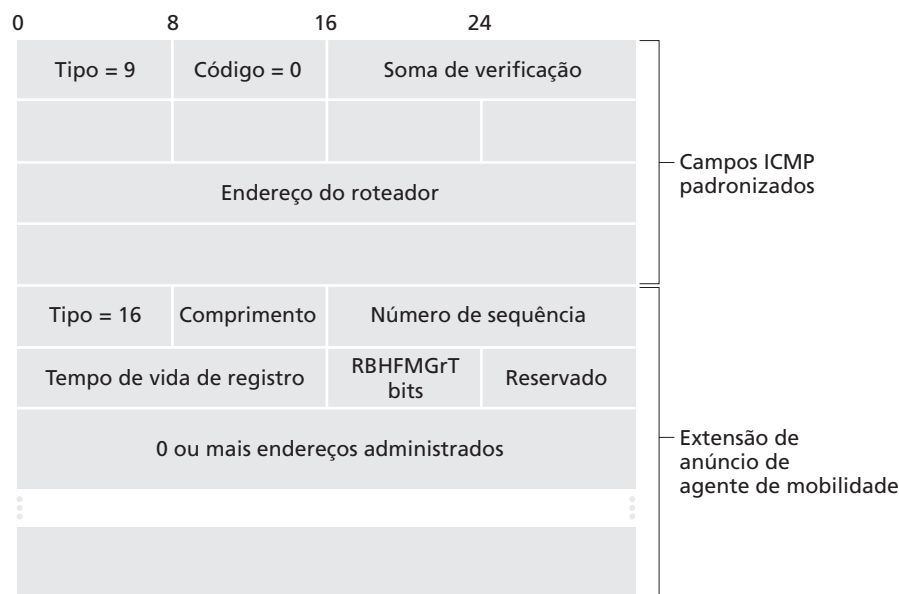 0 8 16 24
Tipo = 9 Código = 0 Soma de verificação
Endereço do roteador
Campos ICMP
padronizados
Tipo = 16 Comprimento Número de sequência
Tempo de vida de registro RBHFMGrT
bits Reservado
0 ou mais endereços administrados
Extensão de
anúncio de
agente de mobilidade